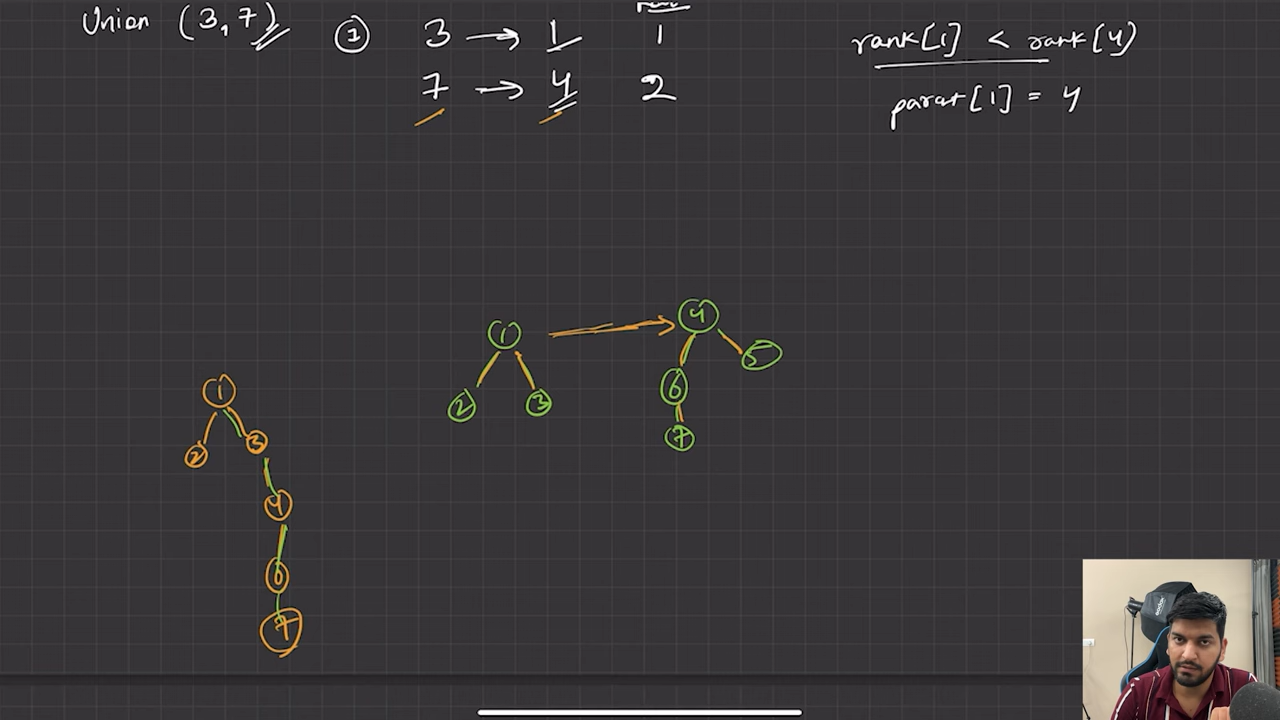 Union (3,7)
1 3 → 1 1
7 → 4 2
rank[1] < rank[4]
parat[1] = 4
1
2 3
4
6
7
1
2 3
4
6 5
7